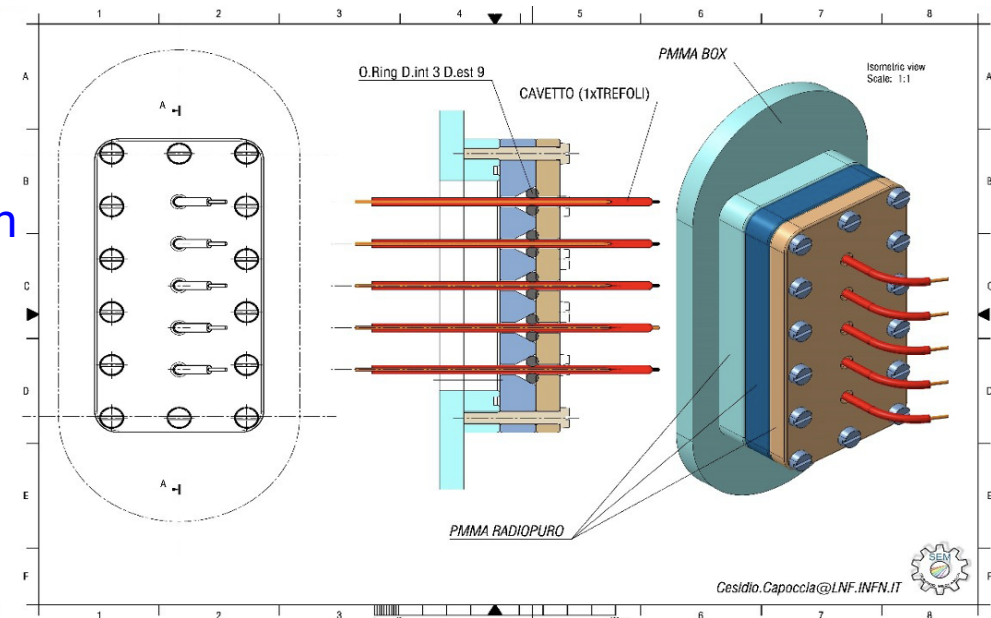 1 2 3 4 5 6 7 8
A A
B B
C C
D D
E E
F F
n
A
A
O.Ring D.int 3 D.est 9
CAVETTO (1xTREFOLI)
PMMA BOX
Isometric view
Scale: 1:1
PMMA RADIOPURO
SEM
Cesidio.Capoccia@LNF.INFN.IT
1 2 3 4 5 6 7 8